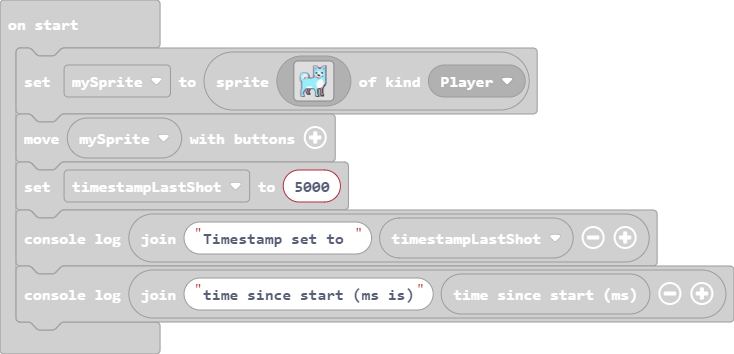 on start
set mySprite to sprite of kind Player
move mySprite with buttons
set timestampLastShot to 5000
console log join "Timestamp set to " timestampLastShot
console log join "time since start (ms is)" time since start (ms)